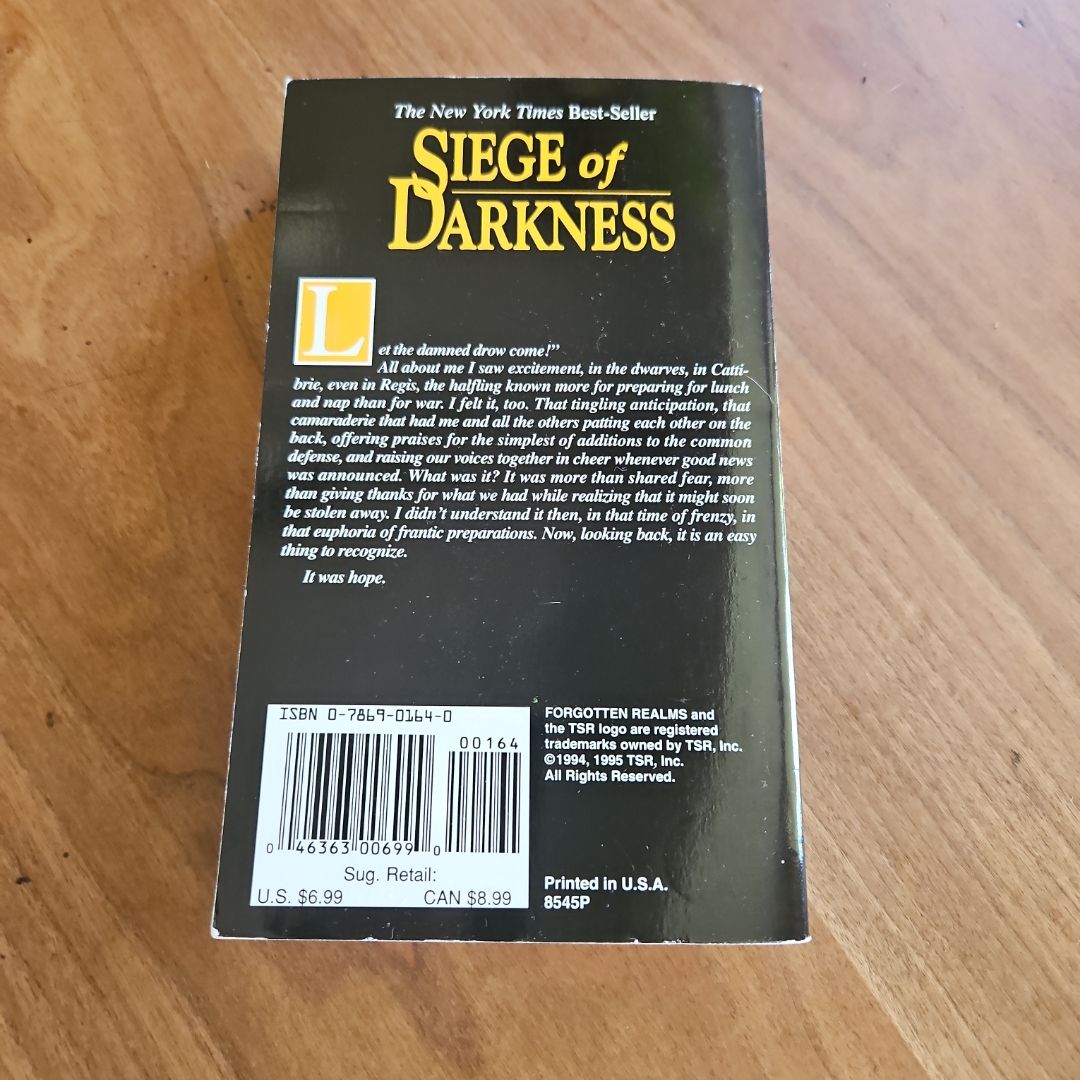 The New York Times Best-Seller
SIEGE of
DARKNESS
Let the damned drow come!"
All about me I saw excitement, in the dwarves, in Catti-
brie, even in Regis, the halfling known more for preparing for lunch
and nap than for war. I felt it, too. That tingling anticipation, that
camaraderie that had me and all the others patting each other on the
back, offering praises for the simplest of additions to the common
defense, and raising our voices together in cheer whenever good news
was announced. What was it? It was more than shared fear, more
than giving thanks for what we had while realizing that it might soon
be stolen away. I didn't understand it then, in that time of frenzy, in
that euphoria of frantic preparations. Now, looking back, it is an easy
thing to recognize.
It was hope.
ISBN 0-7869-0164-0
00164
0 46363 00699 0
Sug. Retail:
U.S. $6.99 CAN $8.99
FORGOTTEN REALMS and
the TSR logo are registered
trademarks owned by TSR, Inc.
©1994, 1995 TSR, Inc.
All Rights Reserved.
Printed in U.S.A.
8545P